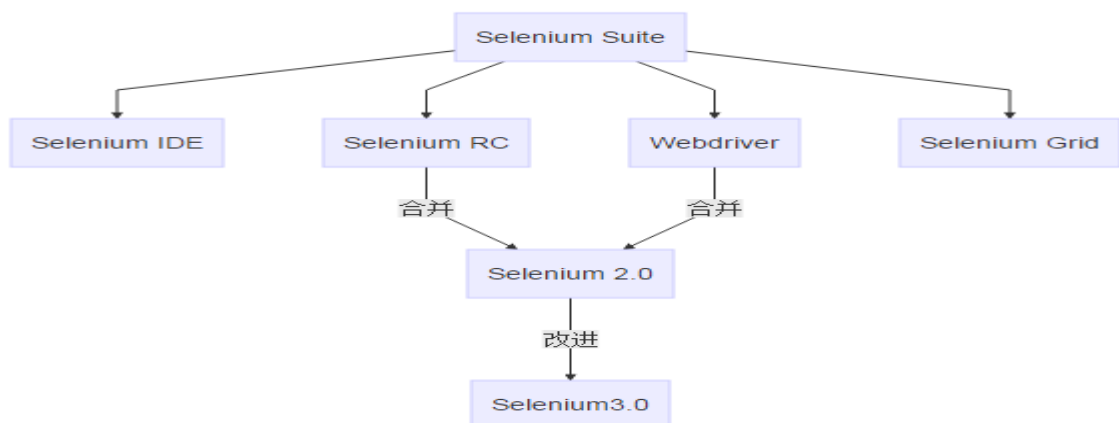 Selenium Suite
Selenium IDE
Selenium RC
Webdriver
Selenium Grid
合并
合并
Selenium 2.0
改进
Selenium3.0